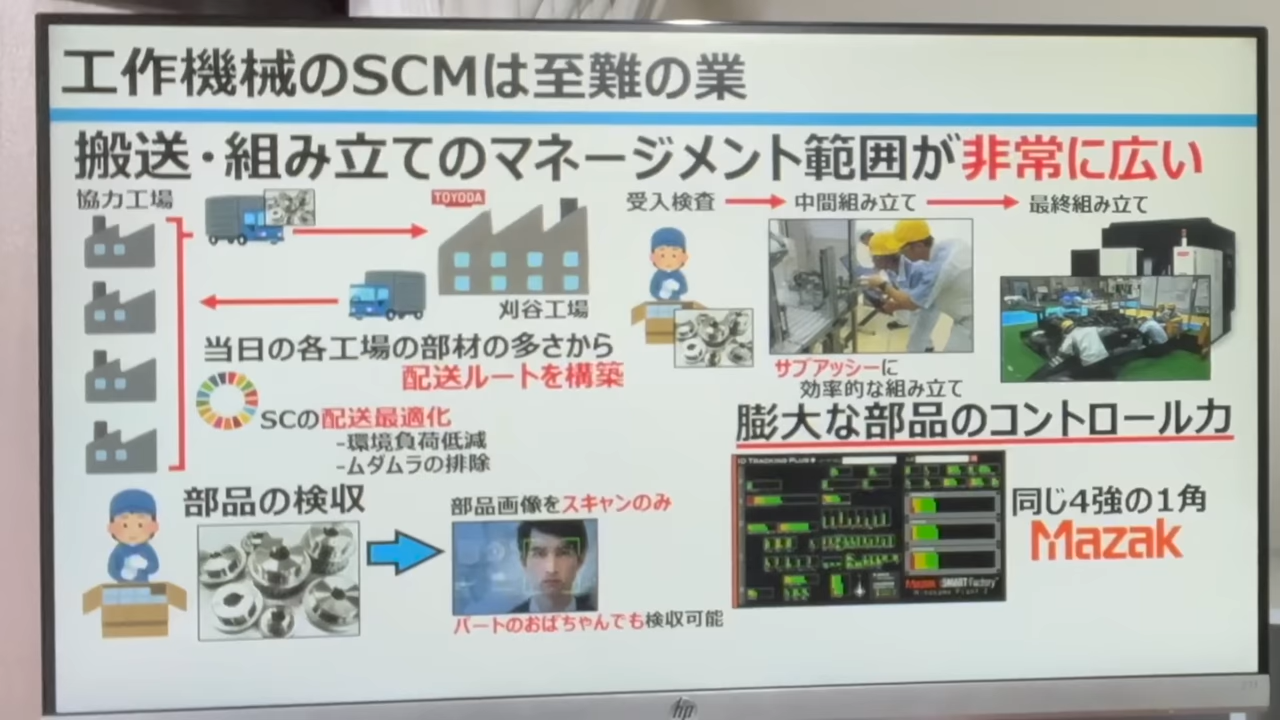 工作機械のSCMは至難の業
搬送・組み立てのマネージメント範囲が非常に広い
協力工場
TOYODA
刈谷工場
当日の各工場の部材の多さから
配送ルートを構築
SCの配送最適化
-環境負荷低減
-ムダムラの排除
受入検査
中間組み立て
最終組み立て
サブアッシーに
効率的な組み立て
部品の検収
部品画像をスキャンのみ
パートのおばちゃんでも検収可能
膨大な部品のコントロール力
同じ4強の1角
Mazak
hp